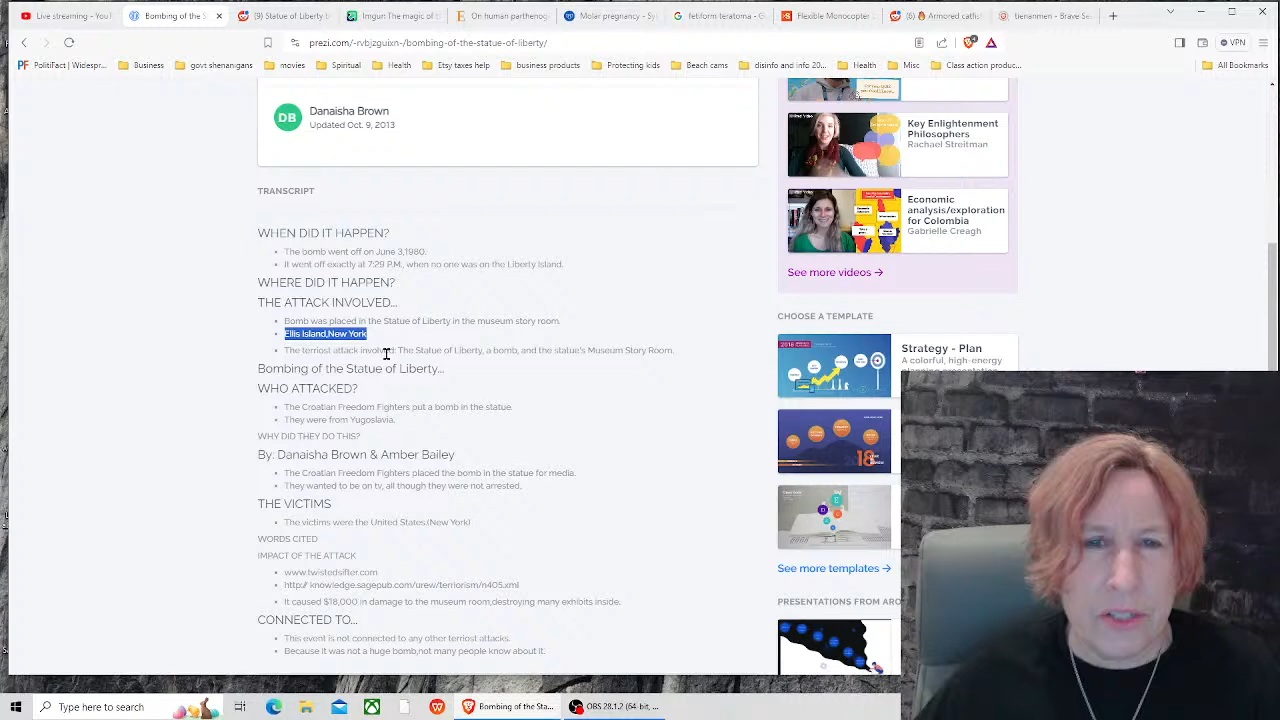 Live streaming - You
Bombing of the S
(9) Statue of Liberty b
Imgur: The magic of t
On human parthenog
Molar pregnancy - Sy
fetiform teratoma - G
Flexible Monocopter
(6) 🔥 Armored catfis
tienanmen - Brave Se
prezi.com/-rvbjzguixn-/bombing-of-the-statue-of-liberty/
VPN
PF PolitiFact | Widespr...
Business
govt shenanigans
movies
Spiritual
Health
Etsy taxes help
business products
Protecting kids
Beach cams
disinfo and info 20...
Health
Misc
Class action produc...
All Bookmarks
DB
Danaisha Brown
Updated Oct. 9, 2013
TRANSCRIPT
WHEN DID IT HAPPEN?
The bomb went off on June 3,1980.
It went off exactly at 7:29 P.M., when no one was on the Liberty Island.
WHERE DID IT HAPPEN?
THE ATTACK INVOLVED...
Bomb was placed in the Statue of Liberty in the museum story room.
Ellis Island,New York
The terriost attack involved: The Statue of Liberty, a bomb, and the statue's Museum Story Room.
Bombing of the Statue of Liberty...
WHO ATTACKED?
The Croatian Freedom Fighters put a bomb in the statue.
They were from Yugoslavia.
WHY DID THEY DO THIS?
By: Danaisha Brown & Amber Bailey
The Croatian Freedom Fighters placed the bomb in the statue for media.
They wanted to be on tv, all though they were not arrested.
THE VICTIMS
The victims were the United States.(New York)
WORDS CITED
IMPACT OF THE ATTACK
www.twistedsifter.com
http:// knowledge.sagepub.com/urew/terriorism/n405.xml
It caused $18,000 in damage to the museum room,destroying many exhibits inside.
CONNECTED TO...
This event is not connected to any other terriost attacks.
Because it was not a huge bomb,not many people know about it.
Key Enlightenment
Philosophers
Rachael Streitman
Economic
analysis/exploration
for Colombia
Gabrielle Creagh
See more videos →
CHOOSE A TEMPLATE
Strategy - Plan
A colorful, high-energy
See more templates →
PRESENTATIONS FROM ARO
Type here to search
Bombing of the Sta...
OBS 28.1.2 (64-bit, ...